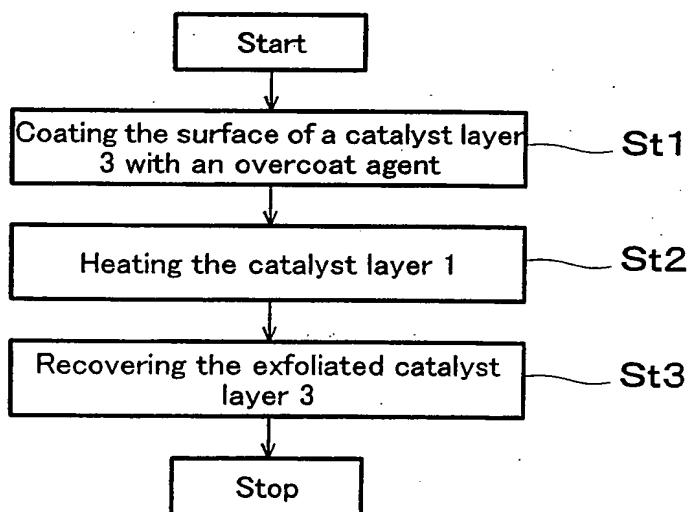 Start
Coating the surface of a catalyst layer
3 with an overcoat agent
St1
Heating the catalyst layer 1
St2
Recovering the exfoliated catalyst
layer 3
St3
Stop